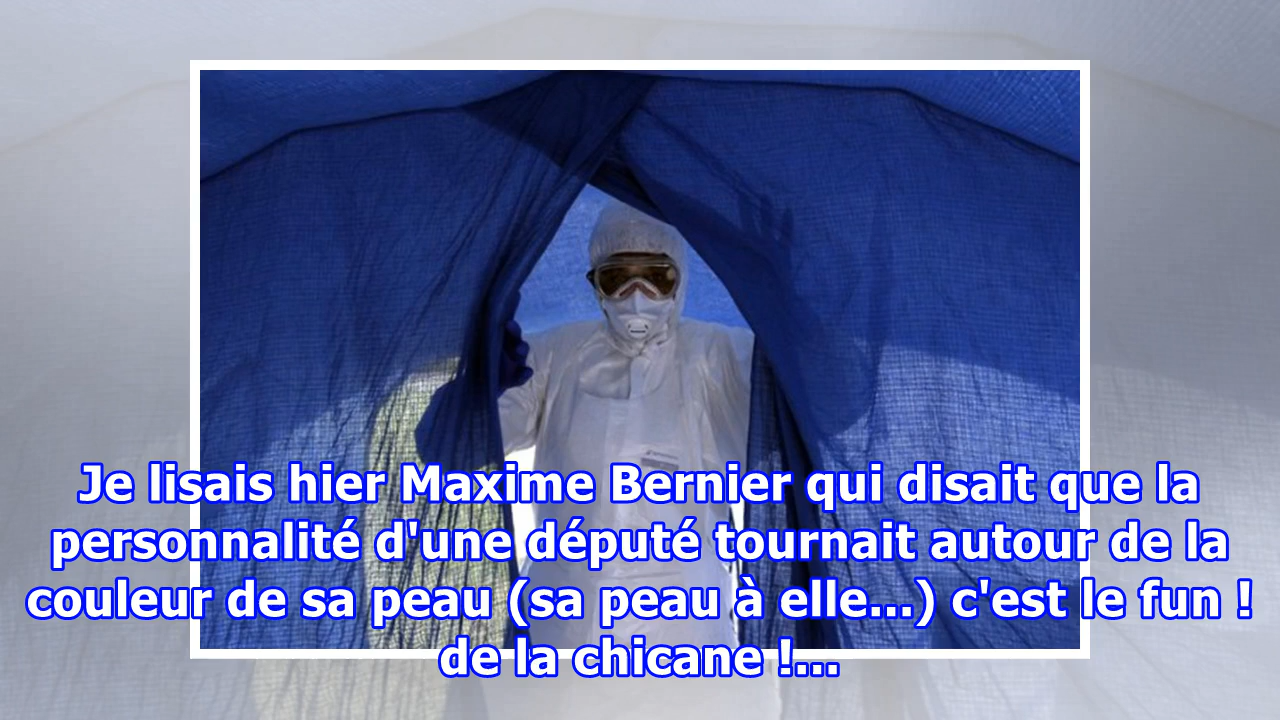 Je lisais hier Maxime Bernier qui disait que la
personnalité d'une député tournait autour de la
couleur de sa peau (sa peau à elle...) c'est le fun !
de la chicane !...